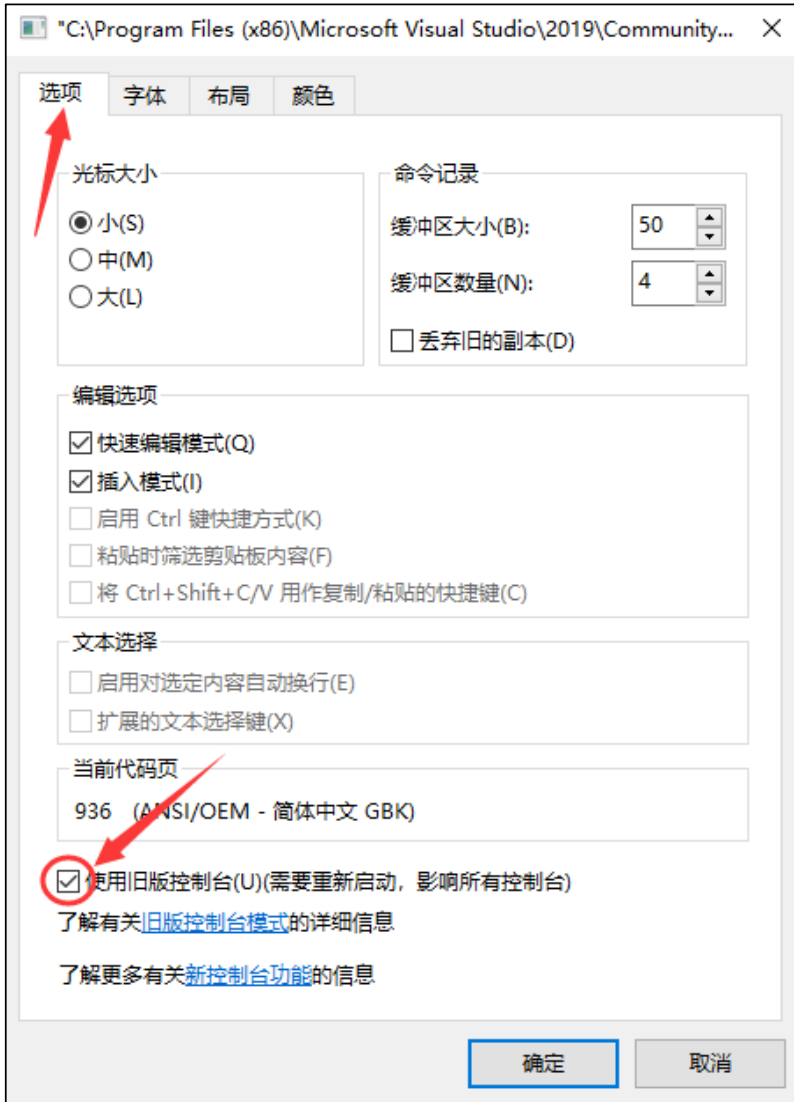 "C:\Program Files (x86)\Microsoft Visual Studio\2019\Community...
选项 字体 布局 颜色
光标大小
小(S)
中(M)
大(L)
命令记录
缓冲区大小(B): 50
缓冲区数量(N): 4
丢弃旧的副本(D)
编辑选项
快速编辑模式(Q)
插入模式(I)
启用 Ctrl 键快捷方式(K)
粘贴时筛选剪贴板内容(F)
将 Ctrl+Shift+C/V 用作复制/粘贴的快捷键(C)
文本选择
启用对选定内容自动换行(E)
扩展的文本选择键(X)
当前代码页
936 (ANSI/OEM - 简体中文 GBK)
使用旧版控制台(U)(需要重新启动，影响所有控制台)
了解有关旧版控制台模式的详细信息
了解更多有关新控制台功能的信息
确定 取消